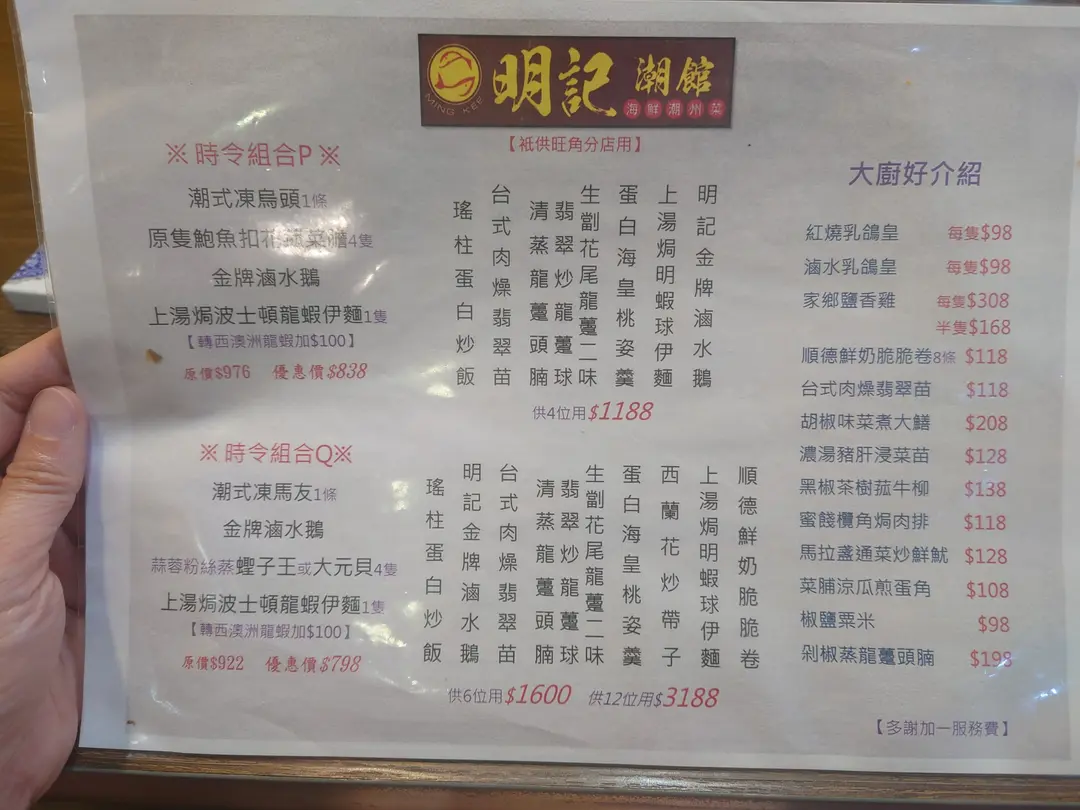 明記 潮館
MING KEE
海鮮潮州菜
【祗供旺角分店用】
※ 時令組合P ※
潮式凍烏頭1條
原隻鮑魚扣花 菜膽4隻
金牌滷水鵝
上湯焗波士頓龍蝦伊麵1隻
【轉西澳洲龍蝦加$100】
原價$976 優惠價$838
※ 時令組合Q※
潮式凍馬友1條
金牌滷水鵝
蒜蓉粉絲蒸蟶子王或大元貝4隻
上湯焗波士頓龍蝦伊麵1隻
【轉西澳洲龍蝦加$100】
原價$922 優惠價$798
明記金牌滷水鵝
上湯焗明蝦球伊麵
蛋白海皇桃姿羹
生劏花尾龍躉二味
翡翠炒龍躉球
清蒸龍躉頭腩
台式肉燥翡翠苗
瑤柱蛋白炒飯
供4位用$1188
順德鮮奶脆脆卷
上湯焗明蝦球伊麵
西蘭花炒帶子
蛋白海皇桃姿羹
生劏花尾龍躉二味
翡翠炒龍躉球
清蒸龍躉頭腩
台式肉燥翡翠苗
明記金牌滷水鵝
瑤柱蛋白炒飯
供6位用$1600 供12位用$3188
大廚好介紹
紅燒乳鴿皇 每隻$98
滷水乳鴿皇 每隻$98
家鄉鹽香雞 每隻$308
半隻$168
順德鮮奶脆脆卷8條 $118
台式肉燥翡翠苗 $118
胡椒味菜煮大鱔 $208
濃湯豬肝浸菜苗 $128
黑椒茶樹菰牛柳 $138
蜜餞欖角焗肉排 $118
馬拉盞通菜炒鮮魷 $128
菜脯涼瓜煎蛋角 $108
椒鹽粟米 $98
剁椒蒸龍躉頭腩 $198
【多謝加一服務費】